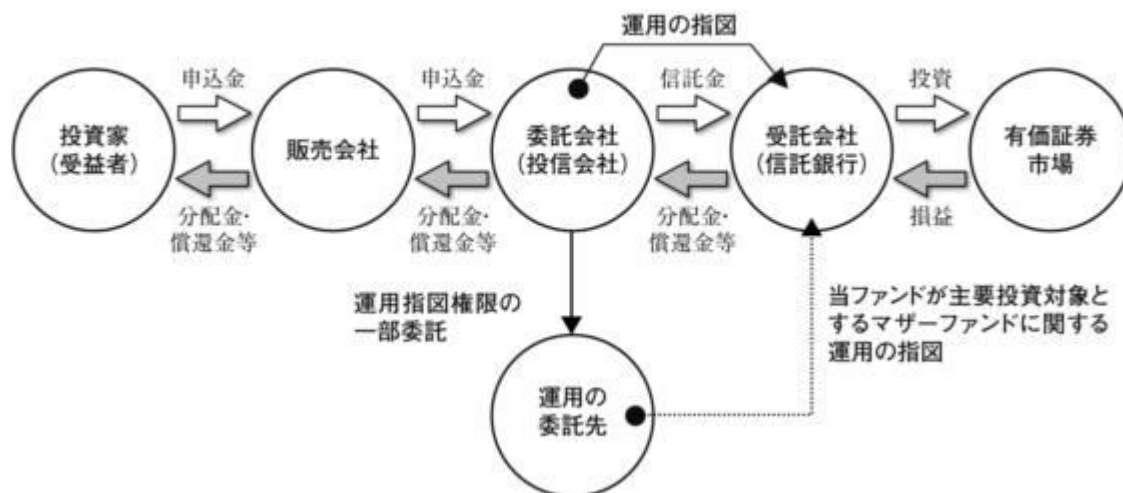 運用の指図
申込金
申込金
信託金
投資
投資家
(受益者)
販売会社
委託会社
(投信会社)
受託会社
(信託銀行)
有価証券
市場
分配金・
償還金等
分配金・
償還金等
分配金・
償還金等
損益
運用指図権限の
一部委託
当ファンドが主要投資対象と
するマザーファンドに関する
運用の指図
運用の
委託先